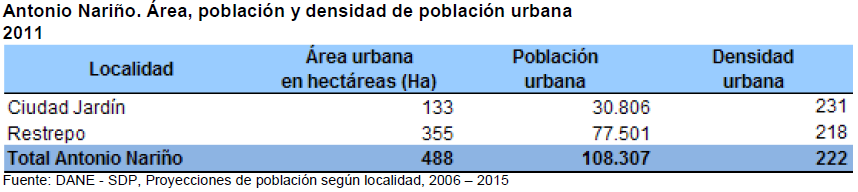 Antonio Nariño. Área, población y densidad de población urbana
2011
Localidad Área urbana en hectáreas (Ha) Población urbana Densidad urbana
Ciudad Jardín 133 30.806 231
Restrepo 355 77.501 218
Total Antonio Nariño 488 108.307 222
Fuente: DANE - SDP, Proyecciones de población según localidad, 2006 – 2015